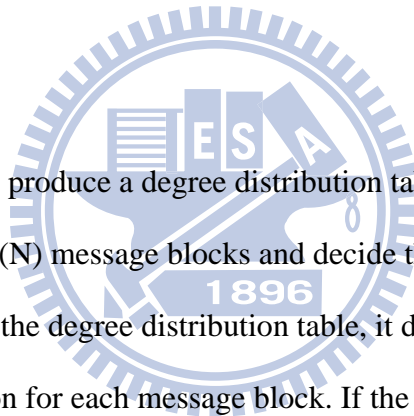 produce a degree distribution ta
(N) message blocks and decide t
the degree distribution table, it d
n for each message block. If the
E S A
1896